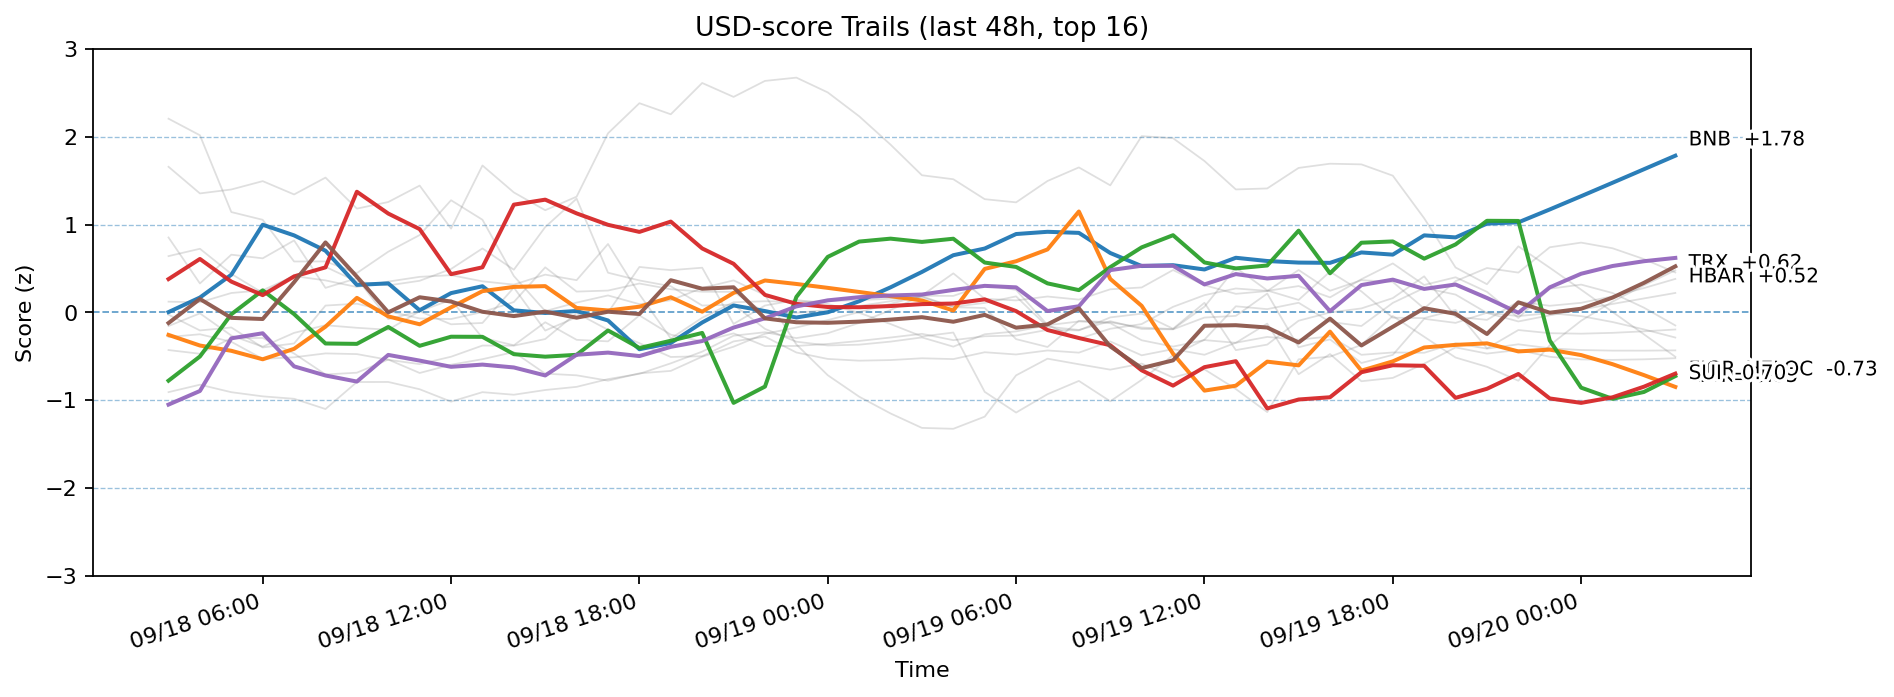 USD-score Trails (last 48h, top 16)
3
2
1
0
−1
−2
−3
Score (z)
BNB +1.78
TRX +0.62
HBAR +0.52
-0.73
09/18 06:00
09/18 12:00
09/18 18:00
09/19 00:00
09/19 06:00
09/19 12:00
09/19 18:00
09/20 00:00
Time